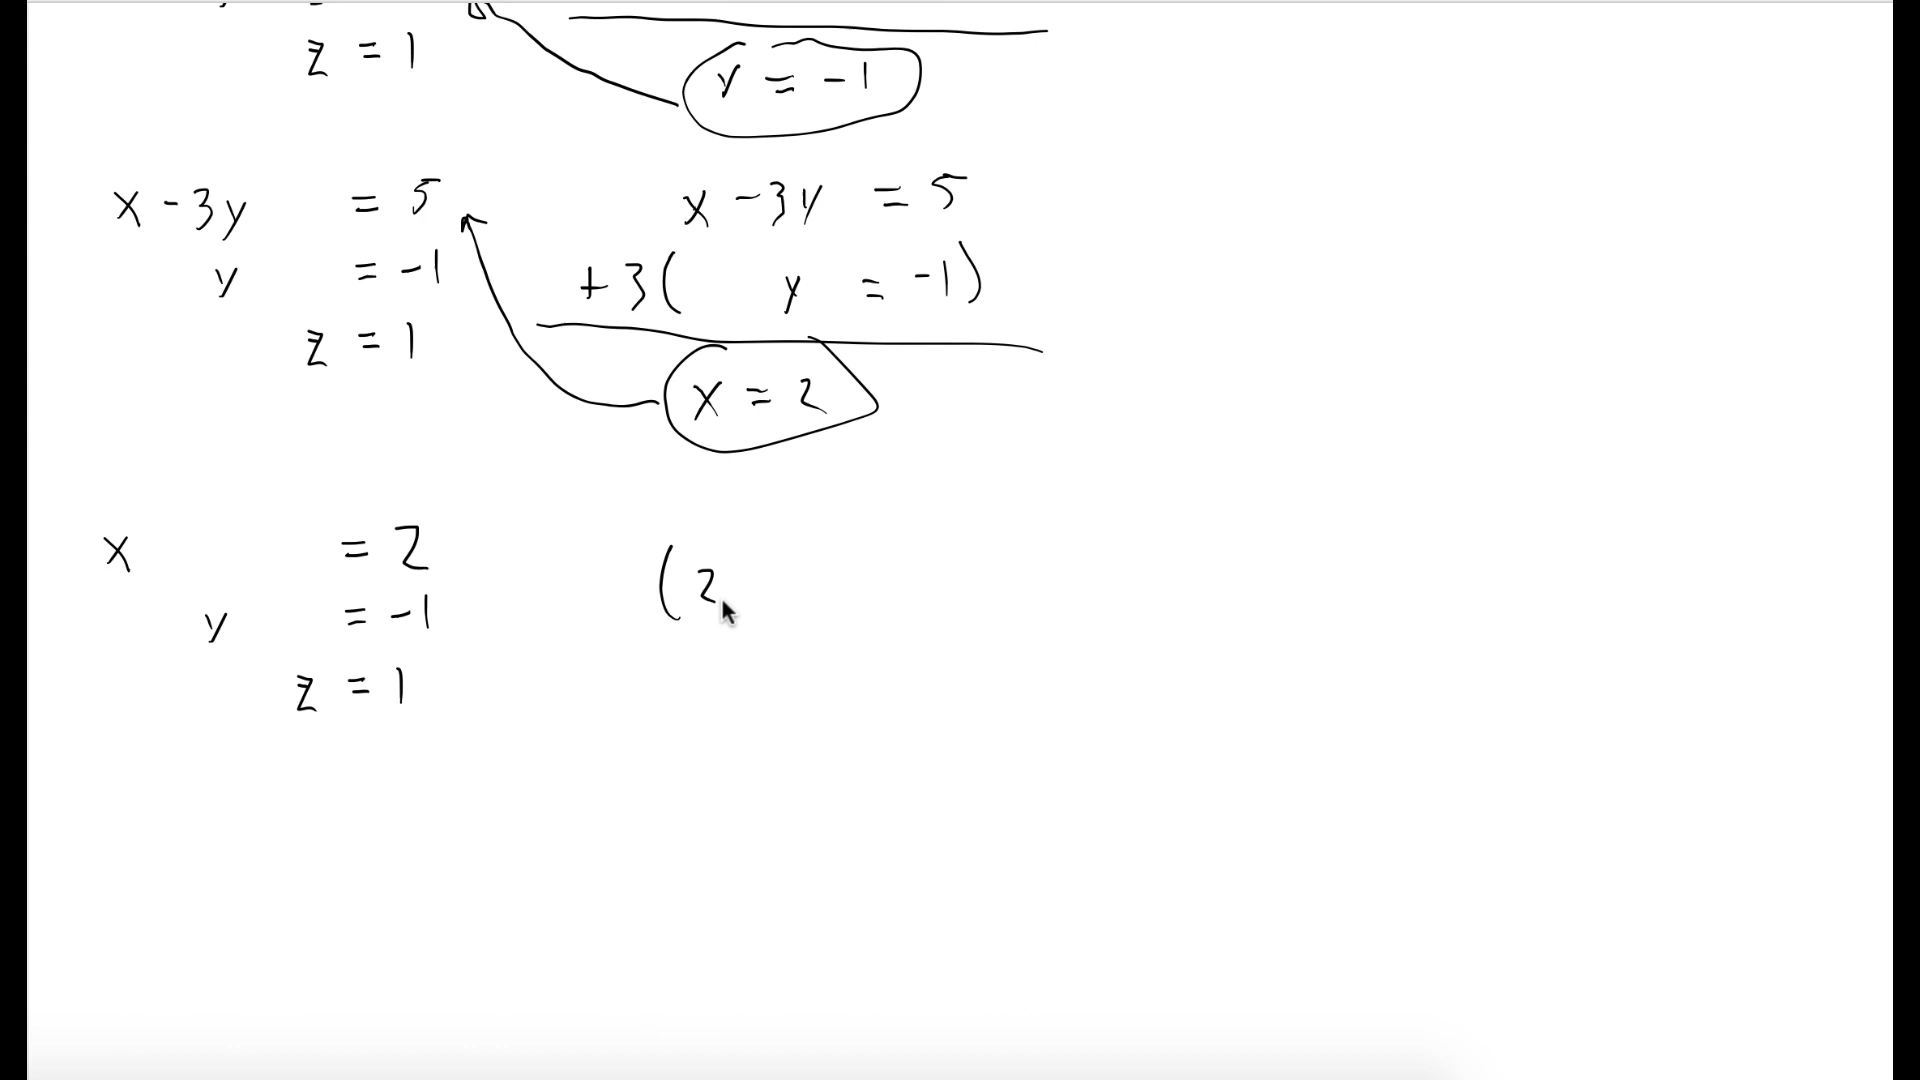 z = 1
y = -1
x - 3y = 5
y = -1
z = 1
x - 3y = 5
+3( y = -1)
x = 2
x = 2
y = -1
z = 1
(2